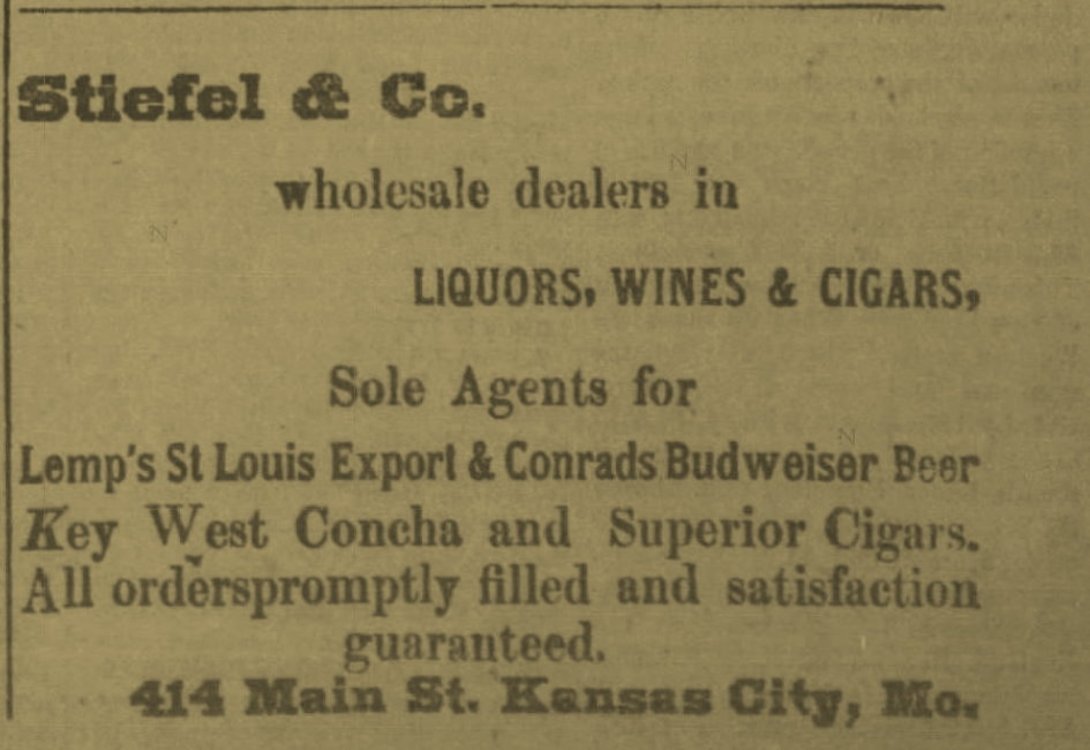 Stiefel & Co.
wholesale dealers in
LIQUORS, WINES & CIGARS,
Sole Agents for
Lemp's St Louis Export & Conrads Budweiser Beer
Key West Concha and Superior Cigars.
All orderspromptly filled and satisfaction
guaranteed.
414 Main St. Kansas City, Mo.